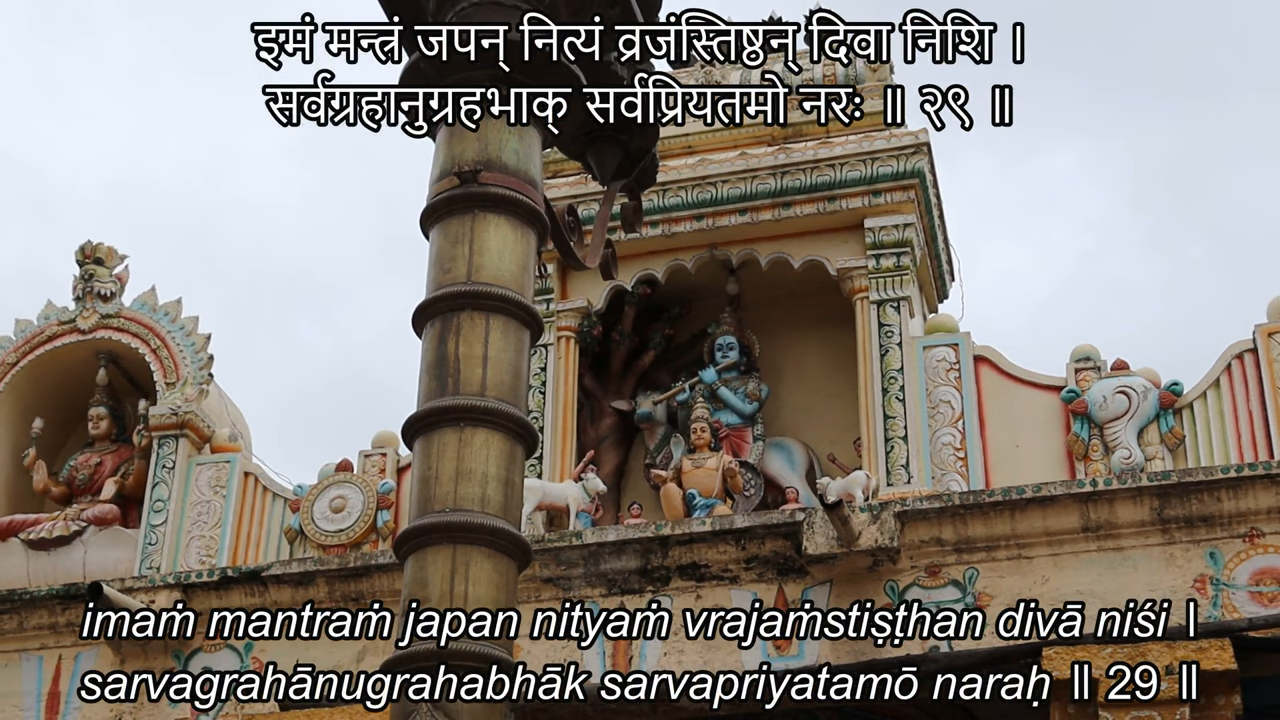 इमं मन्त्रं जपन् नित्यं व्रजंस्तिष्ठन् दिवा निशि ।
सर्वग्रहानुग्रहभाक् सर्वप्रियतमो नरः ॥ २९ ॥
imaṁ mantraṁ japan nityaṁ vrajaṁstiṣṭhan divā niśi ।
sarvagrahānugrahabhāk sarvapriyatamō naraḥ ॥ 29 ॥